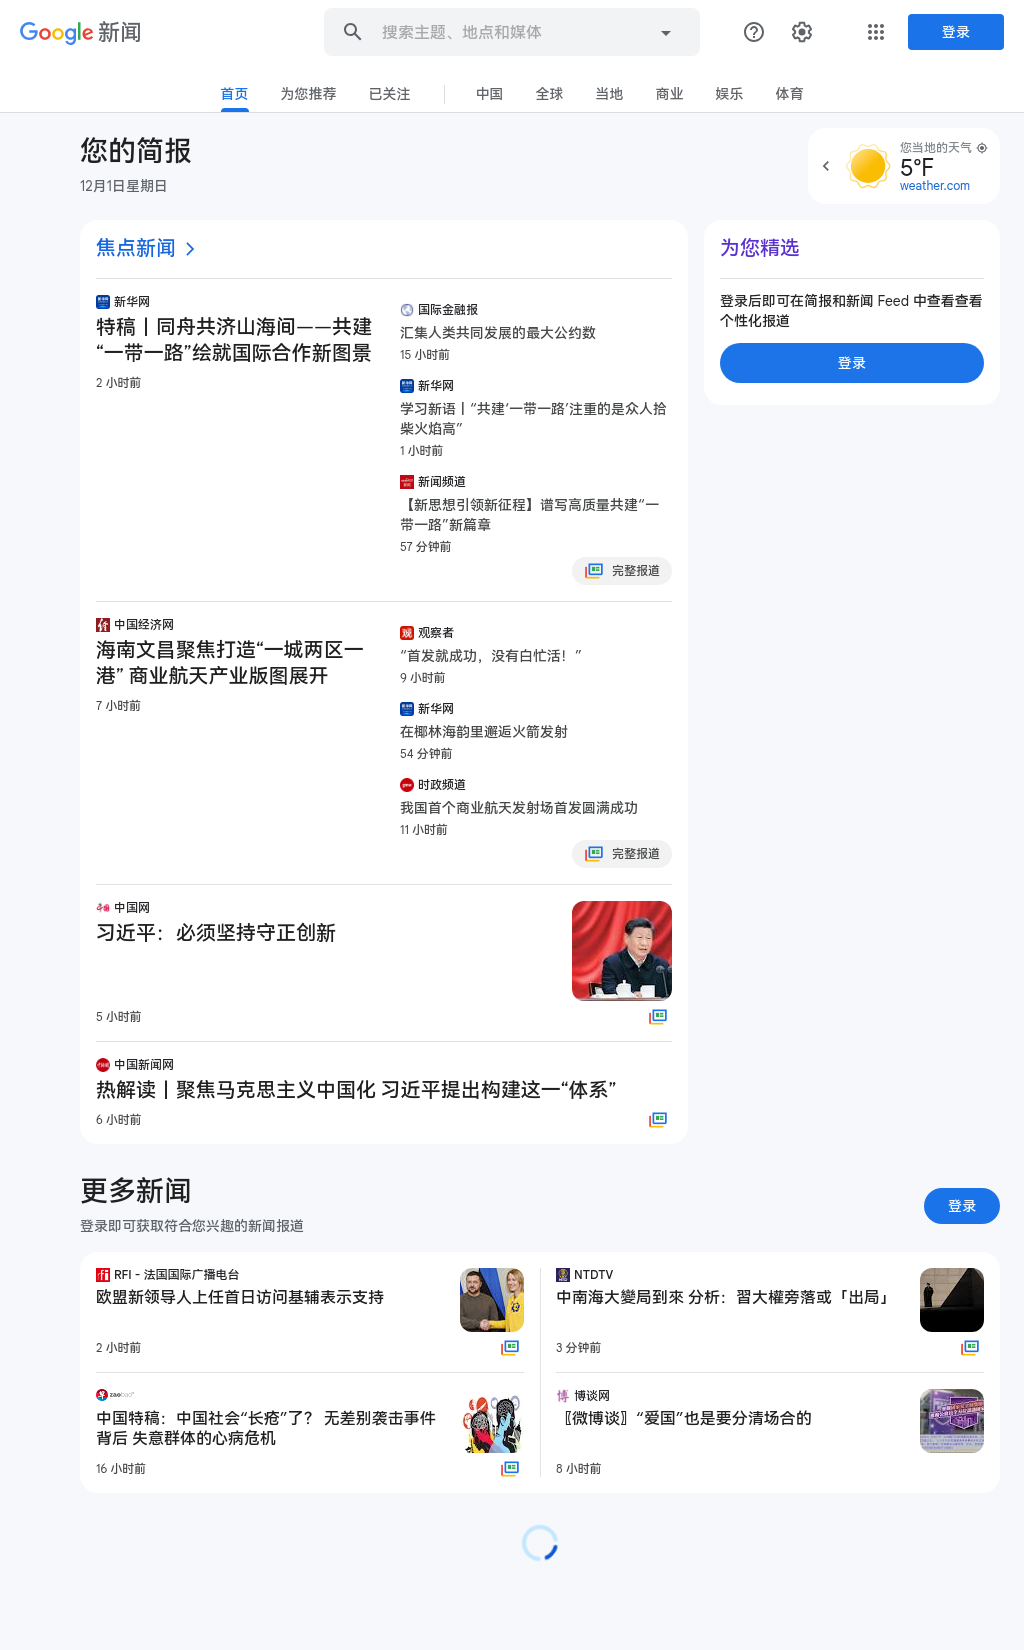 Google 新闻
搜索主题、地点和媒体
登录
首页
为您推荐
已关注
中国
全球
当地
商业
娱乐
体育
您的简报
12月1日星期日
您当地的天气
5°F
weather.com
焦点新闻
新华网
特稿丨同舟共济山海间——共建
“一带一路”绘就国际合作新图景
2 小时前
国际金融报
汇集人类共同发展的最大公约数
15 小时前
新华网
学习新语丨“共建‘一带一路’注重的是众人拾
柴火焰高”
1 小时前
新闻频道
【新思想引领新征程】谱写高质量共建“一
带一路”新篇章
57 分钟前
完整报道
中国经济网
海南文昌聚焦打造“一城两区一
港” 商业航天产业版图展开
7 小时前
观察者
“首发就成功，没有白忙活！”
9 小时前
新华网
在椰林海韵里邂逅火箭发射
54 分钟前
时政频道
我国首个商业航天发射场首发圆满成功
11 小时前
完整报道
中国网
习近平：必须坚持守正创新
5 小时前
中国新闻网
热解读丨聚焦马克思主义中国化 习近平提出构建这一“体系”
6 小时前
为您精选
登录后即可在简报和新闻 Feed 中查看查看
个性化报道
登录
更多新闻
登录即可获取符合您兴趣的新闻报道
登录
RFI - 法国国际广播电台
欧盟新领导人上任首日访问基辅表示支持
2 小时前
NTDTV
中南海大變局到來 分析：習大權旁落或「出局」
3 分钟前
zaobao
中国特稿：中国社会“长疮”了？ 无差别袭击事件
背后 失意群体的心病危机
16 小时前
博谈网
〖微博谈〗“爱国”也是要分清场合的
8 小时前